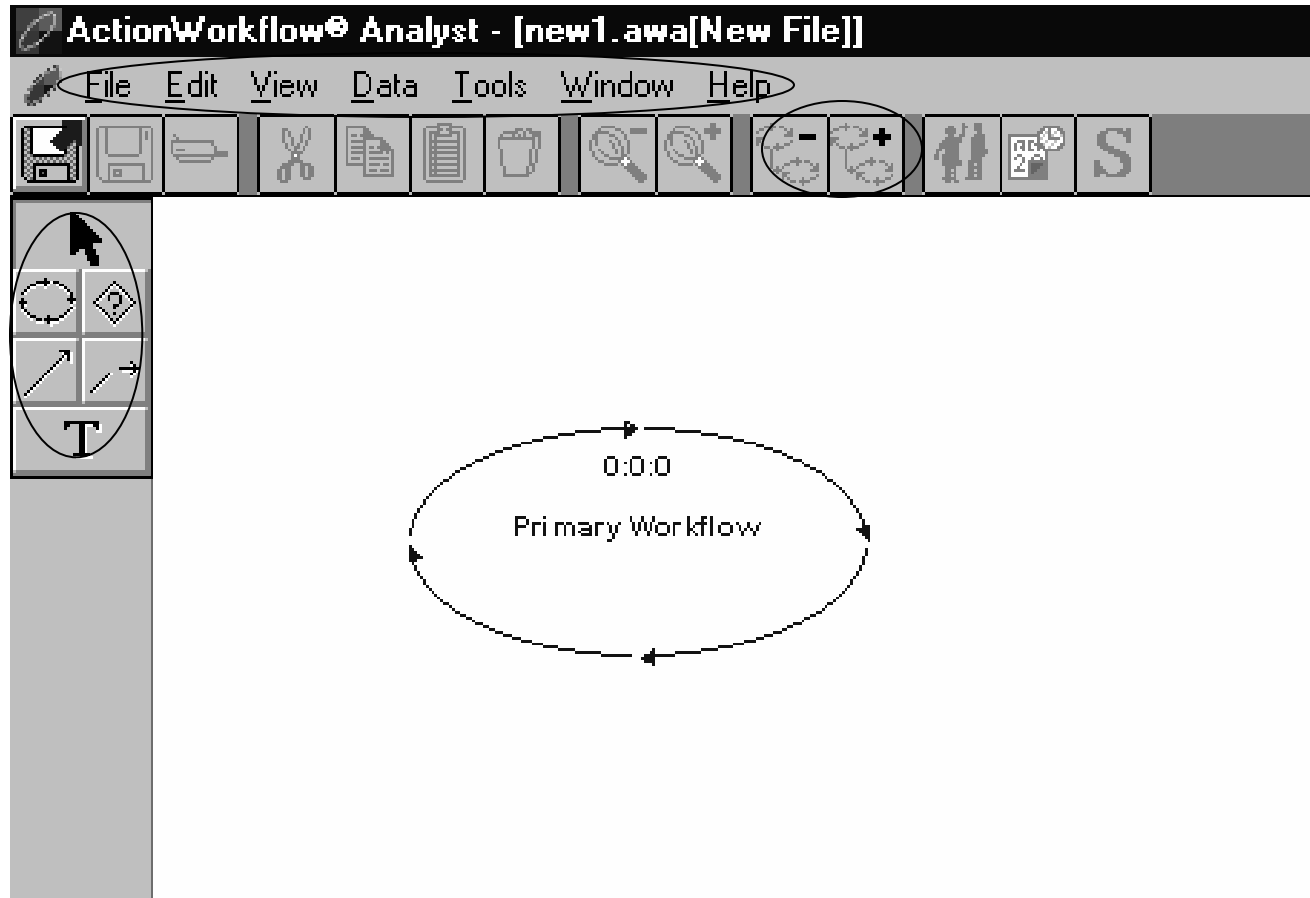 ActionWorkflow® Analyst - [new1.awa[New File]]
File Edit View Data Tools Window Help
- + - + S
?
T
0:0:0
Primary Workflow